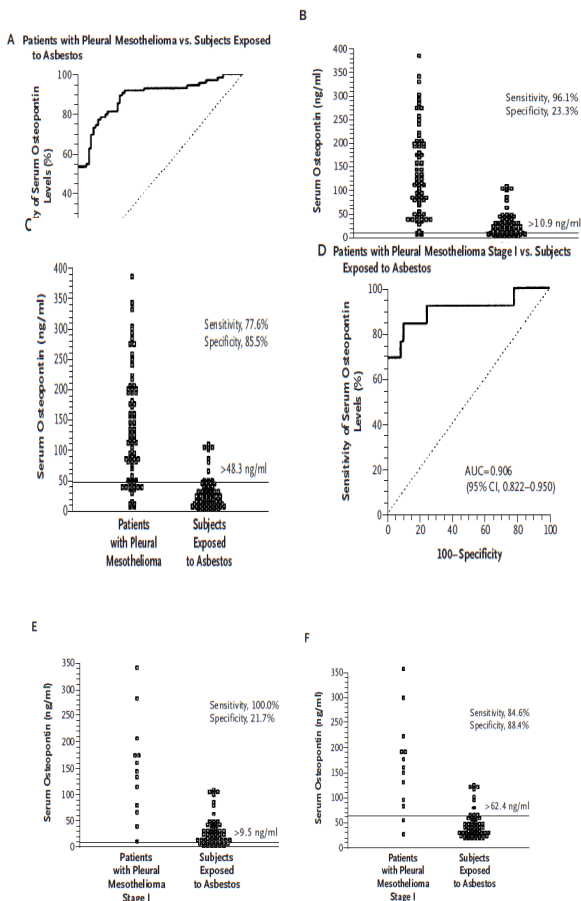 A Patients with Pleural Mesothelioma vs. Subjects Exposed
to Asbestos
100
80
60
40
ty of Serum Osteopontin
Levels (%)
B
400
350
300
250
200
150
100
50
0
Serum Osteopontin (ng/ml)
Sensitivity, 96.1%
Specificity, 23.3%
>10.9 ng/ml
C
400
350
300
250
200
150
100
50
0
Serum Osteopontin (ng/ml)
Sensitivity, 77.6%
Specificity, 85.5%
>48.3 ng/ml
Patients
with Pleural
Mesothelioma
Subjects
Exposed
to Asbestos
D Patients with Pleural Mesothelioma Stage I vs. Subjects
Exposed to Asbestos
100
80
60
40
20
0
Sensitivity of Serum Osteopontin
Levels (%)
AUC=0.906
(95% CI, 0.822–0.950)
0 20 40 60 80 100
100–Specificity
E
350
300
250
200
150
100
50
0
Serum Osteopontin (ng/ml)
Sensitivity, 100.0%
Specificity, 21.7%
>9.5 ng/ml
Patients
with Pleural
Mesothelioma
Stage I
Subjects
Exposed
to Asbestos
F
350
300
250
200
150
100
50
0
Serum Osteopontin (ng/ml)
Sensitivity, 84.6%
Specificity, 88.4%
>62.4 ng/ml
Patients
with Pleural
Mesothelioma
Stage I
Subjects
Exposed
to Asbestos